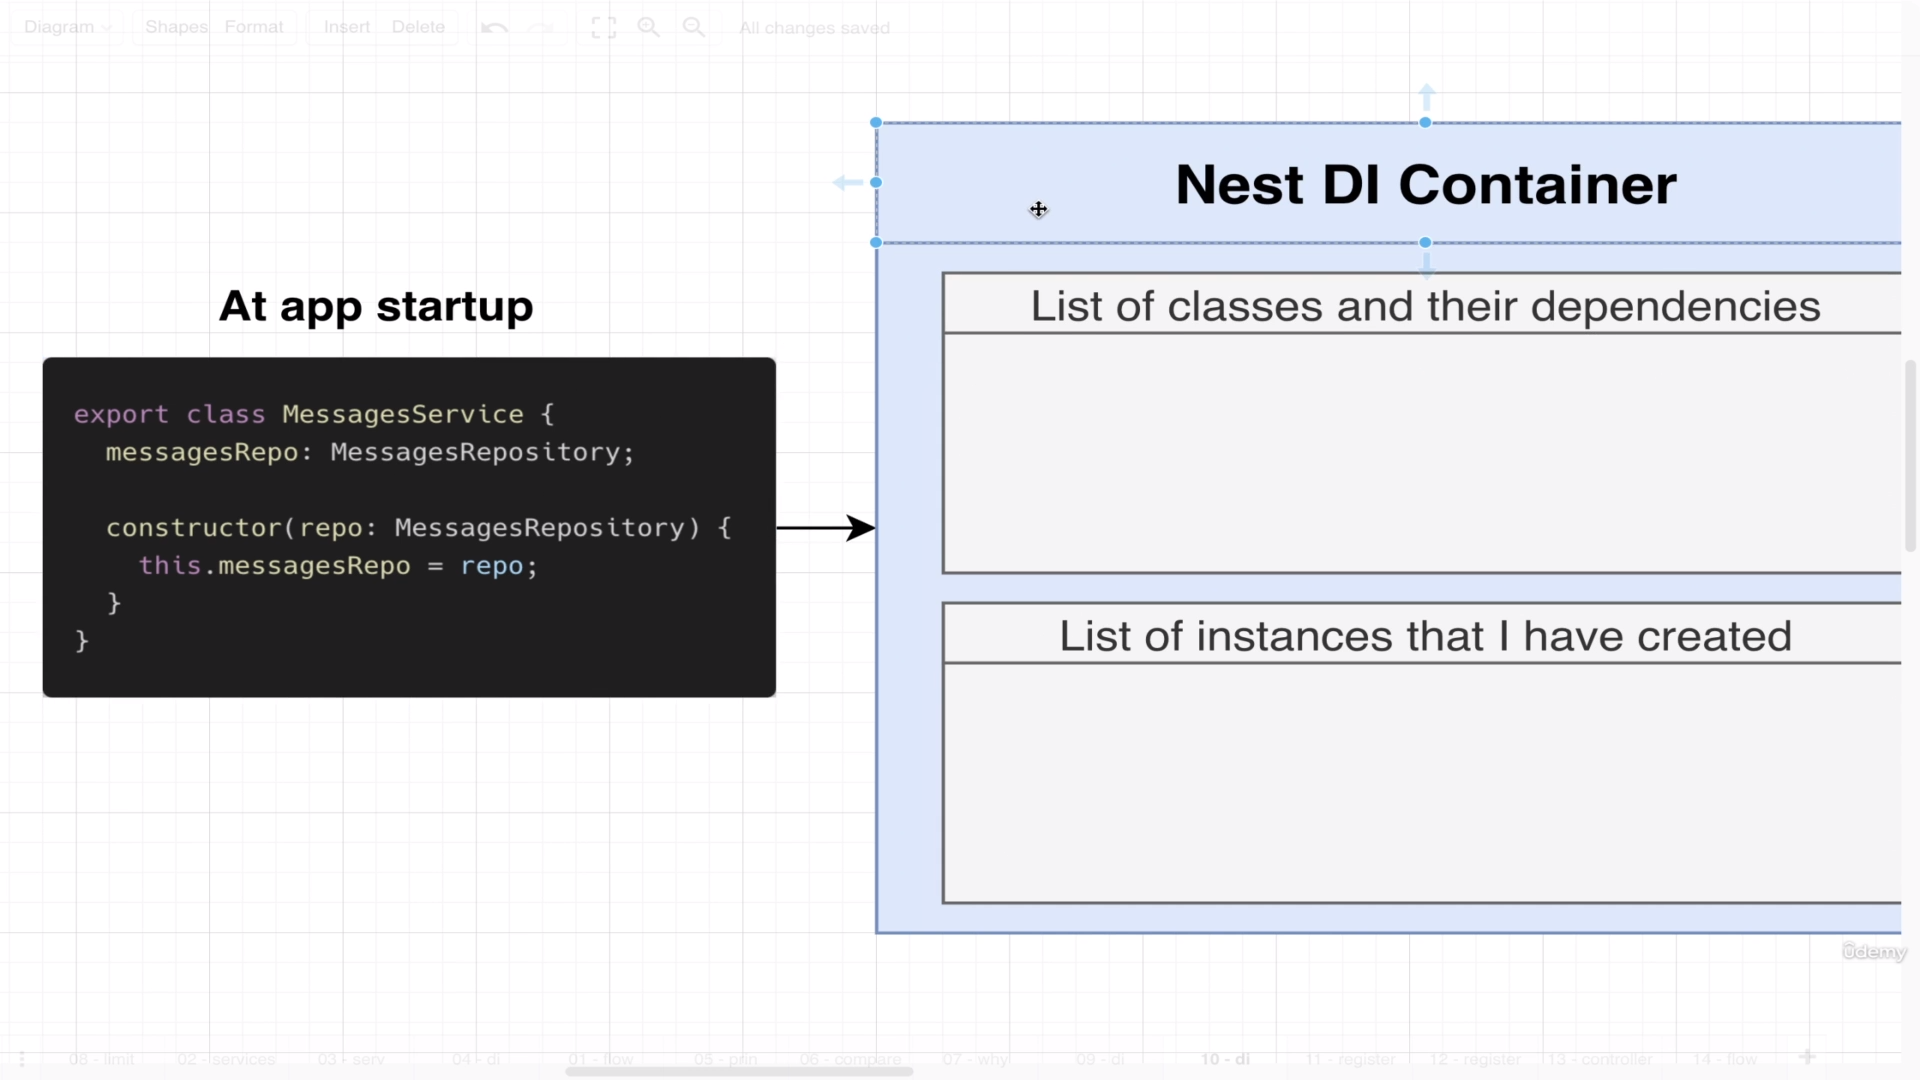 Diagram
Shapes Format
Insert Delete
All changes saved
Nest DI Container
At app startup
List of classes and their dependencies
export class MessagesService {
messagesRepo: MessagesRepository;
constructor(repo: MessagesRepository) {
this.messagesRepo = repo;
}
}
List of instances that I have created
ûdemy
08 - limit 02 - services 03 - serv 04 - di 01 - flow 05 - prin 06 - compare 07 - why 09 - di 10 - di 11 - register 12 - register 13 - controller 14 - flow